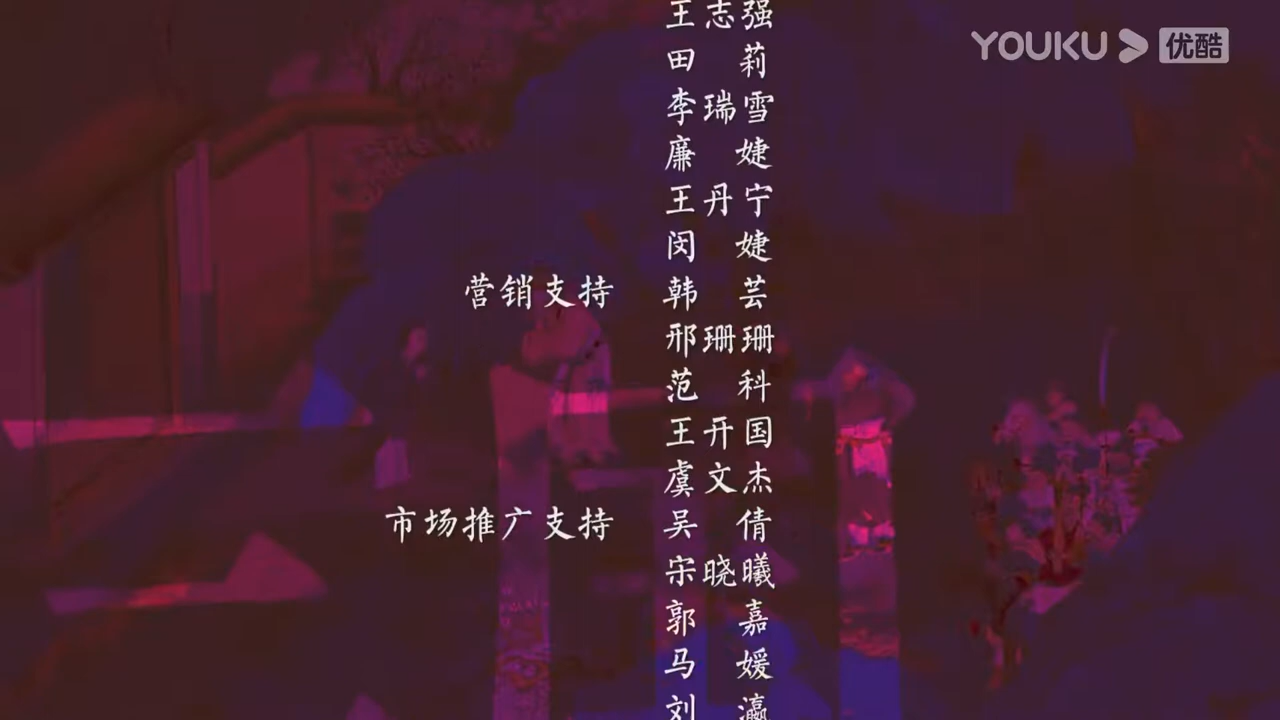 王志强
YOUKU 优酷
田莉
李瑞雪
廉婕
王丹宁
闵婕
营销支持 韩芸
邢珊珊
范科
王开国
虞文杰
市场推广支持 吴倩
宋晓曦
郭嘉
马媛
刘瀛